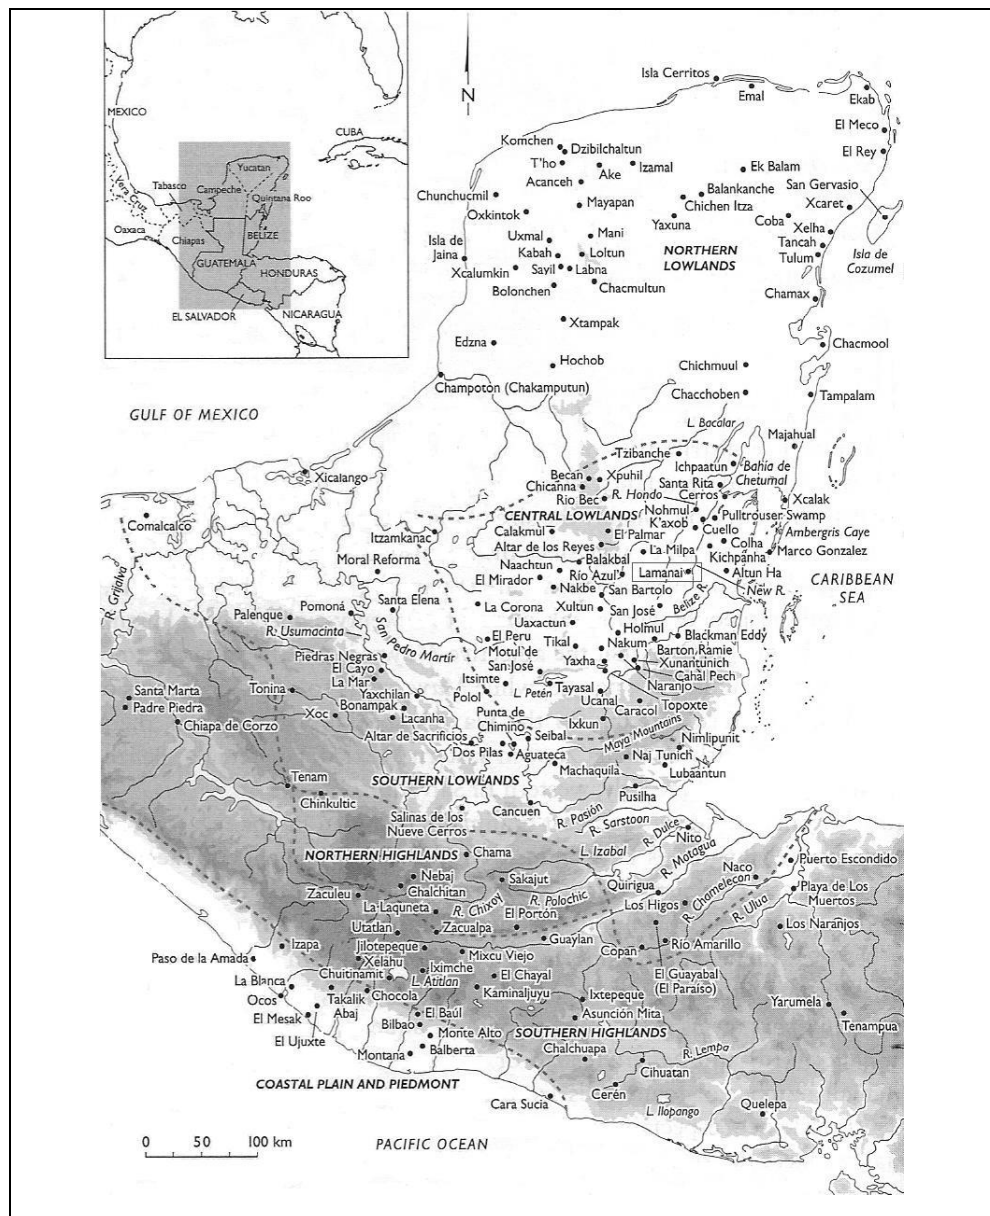 Isla Cerritos
Emal
Ekab
N
MEXICO
El Meco
CUBA
El Rey
Komchen
Dzibilchaltun
T'ho
Izamal
Ake
Acanceh
Ek Balam
Yucatan
San Gervasio
Tabasco
Campeche
Chunchucmil
Balankanche
Xcaret
Vera Cruz
Quintana Roo
Oxkintok
Mayapan
Chichen Itza
Yaxuna
Coba
Xelha
Oaxaca
BELIZE
Chiapas
Uxmal
Mani
Isla de
Jaina
Kabah
Loltun
NORTHERN
LOWLANDS
Tancah
Tulum
Isla de
Cozumel
GUATEMALA
HONDURAS
Xcalumkin
Sayil
Labna
Bolonchen
Chacmultun
Chamax
EL SALVADOR
NICARAGUA
Xtampak
Edzna
Chacmool
Hochob
Chichmuul
Champoton (Chakamputun)
Chacchoben
Tampalam
GULF OF MEXICO
L. Bacalar
Majahual
Tzibanche
Ichpaatun
Bahia de
Chetumal
Xicalango
Becan
Xpuhil
Chicanna
Santa Rita
Rio Bec
R. Hondo
Cerros
Xcalak
Nohmul
Comalcalco
CENTRAL LOWLANDS
K'axob
Pulltrouser Swamp
Itzamkanac
Calakmul
El Palmar
Cuello
Ambergris Caye
Altar de los Reyes
La Milpa
Colha
Kichpanha
Marco Gonzalez
Moral Reforma
Naachtun
Balakbal
R. Grijalva
El Mirador
Río Azul
Lamanai
Altun Ha
CARIBBEAN
SEA
Nakbe
San Bartolo
New R.
Santa Elena
La Corona
Xultun
San José
Belize R.
Pomoná
Palenque
Uaxactun
R. Usumacinta
San Pedro Martír
El Peru
Tikal
Holmul
Blackman Eddy
Motul de
San José
Nakum
Barton Ramie
Piedras Negras
Yaxha
Xunantunich
El Cayo
Itsimte
Cahal Pech
La Mar
L. Petén
Tayasal
Naranjo
Santa Marta
Tonina
Yaxchilan
Polol
Ucanal
Padre Piedra
Bonampak
Caracol
Topoxte
Xoc
Lacanha
Punta de
Chimino
Ixkun
Chiapa de Corzo
Altar de Sacrificios
Seibal
Maya Mountains
Nimlipunit
Dos Pilas
Aguateca
Naj Tunich
Machaquila
Lubaantun
SOUTHERN LOWLANDS
Tenam
Chinkultic
Pusilha
Cancuen
Salinas de los
Nueve Cerros
R. Pasión
R. Sarstoon
R. Dulce
Nito
L. Izabal
R. Motagua
NORTHERN HIGHLANDS
Chama
Naco
Puerto Escondido
Nebaj
Sakajut
Quirigua
R. Chamelecon
Zaculeu
Chalchitan
R. Polochic
Playa de Los
Muertos
La Laquneta
R. Chixoy
Los Higos
R. Ulua
El Portón
Utatlan
Zacualpa
Los Naranjos
Izapa
Jilotepeque
Guaylan
Copan
Río Amarillo
Paso de la Amada
Xelahu
Mixcu Viejo
Chuitinamit
Iximche
El Chayal
El Guayabal
(El Paraíso)
La Blanca
L. Atitlan
Ocos
Takalik
Abaj
Chocola
Kaminaljuyu
Ixtepeque
Yarumela
El Mesak
El Baúl
Asunción Mita
Tenampua
El Ujuxte
Bilbao
Monte Alto
SOUTHERN HIGHLANDS
Montana
Balberta
Chalchuapa
R. Lempa
Cihuatan
COASTAL PLAIN AND PIEDMONT
Cerén
Cara Sucia
L. Ilopango
Quelepa
0 50 100 km
PACIFIC OCEAN